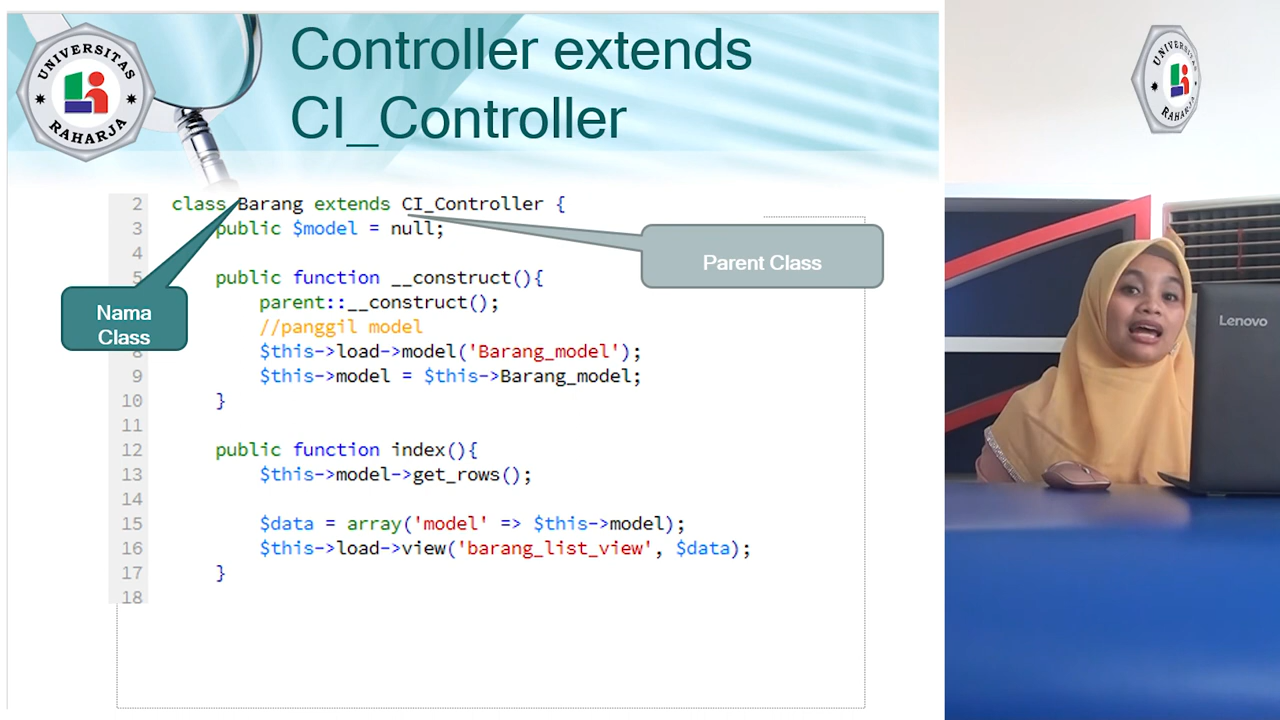 UNIVERSITAS
RAHARJA
Controller extends
CI_Controller
2 class Barang extends CI_Controller {
3 public $model = null;
4
5 public function __construct(){
parent::__construct();
//panggil model
8 $this->load->model('Barang_model');
9 $this->model = $this->Barang_model;
10 }
11
12 public function index(){
13 $this->model->get_rows();
14
15 $data = array('model' => $this->model);
16 $this->load->view('barang_list_view', $data);
17 }
18
Nama
Class
Parent Class
UNIVERSITAS
RAHARJA
Lenovo